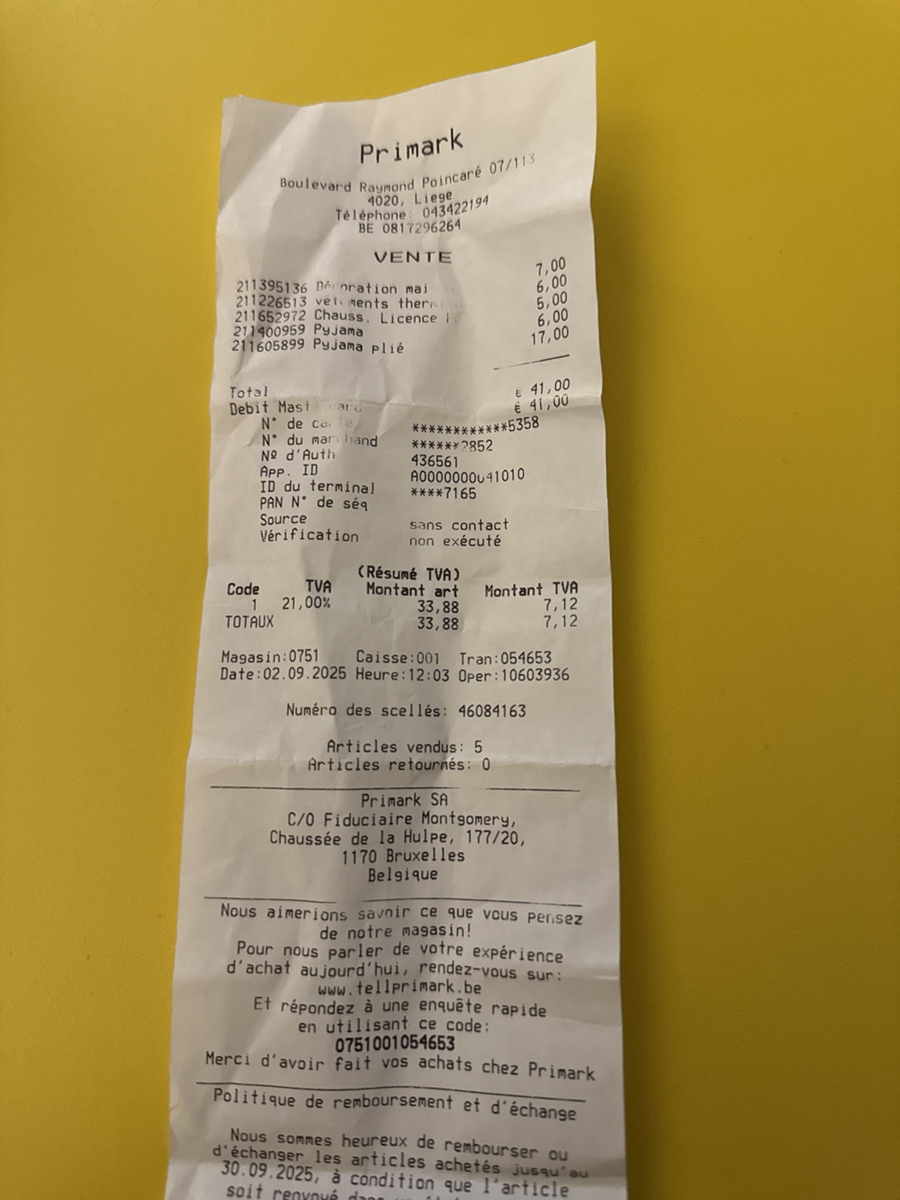 Primark
Boulevard Raymond Poincaré 07/113
4020, Liege
Téléphone: 043422194
BE 0817296264
VENTE
211395136 mai 7,00
211226513 6,00
211652972 Chauss. Licence 5,00
211400959 Pyjama 6,00
211605899 Pyjama plié 17,00
Total € 41,00
Debit € 41,00
N° de ************5358
N° du ******2852
Nº d'Auth 436561
App. ID A0000000041010
ID du terminal ****7165
PAN N° de séq
Source sans contact
Vérification non exécuté
(Résumé TVA)
Code TVA Montant art Montant TVA
1 21,00% 33,88 7,12
TOTAUX 33,88 7,12
Magasin:0751 Caisse:001 Tran:054653
Date:02.09.2025 Heure:12:03 Oper:10603936
Numéro des scellés: 46084163
Articles vendus: 5
Articles retournés: 0
Primark SA
C/O Fiduciaire Montgomery,
Chaussée de la Hulpe, 177/20,
1170 Bruxelles
Belgique
Nous aimerions savoir ce que vous pensez
de notre magasin!
Pour nous parler de votre expérience
d'achat aujourd'hui, rendez-vous sur:
www.tellprimark.be
Et répondez à une enquête rapide
en utilisant ce code:
0751001054653
Merci d'avoir fait vos achats chez Primark
Politique de remboursement et d'échange
Nous sommes heureux de rembourser ou
d'échanger les articles achetés jusqu'au
30.09.2025, à condition que l'article
soit renvoyé dans un